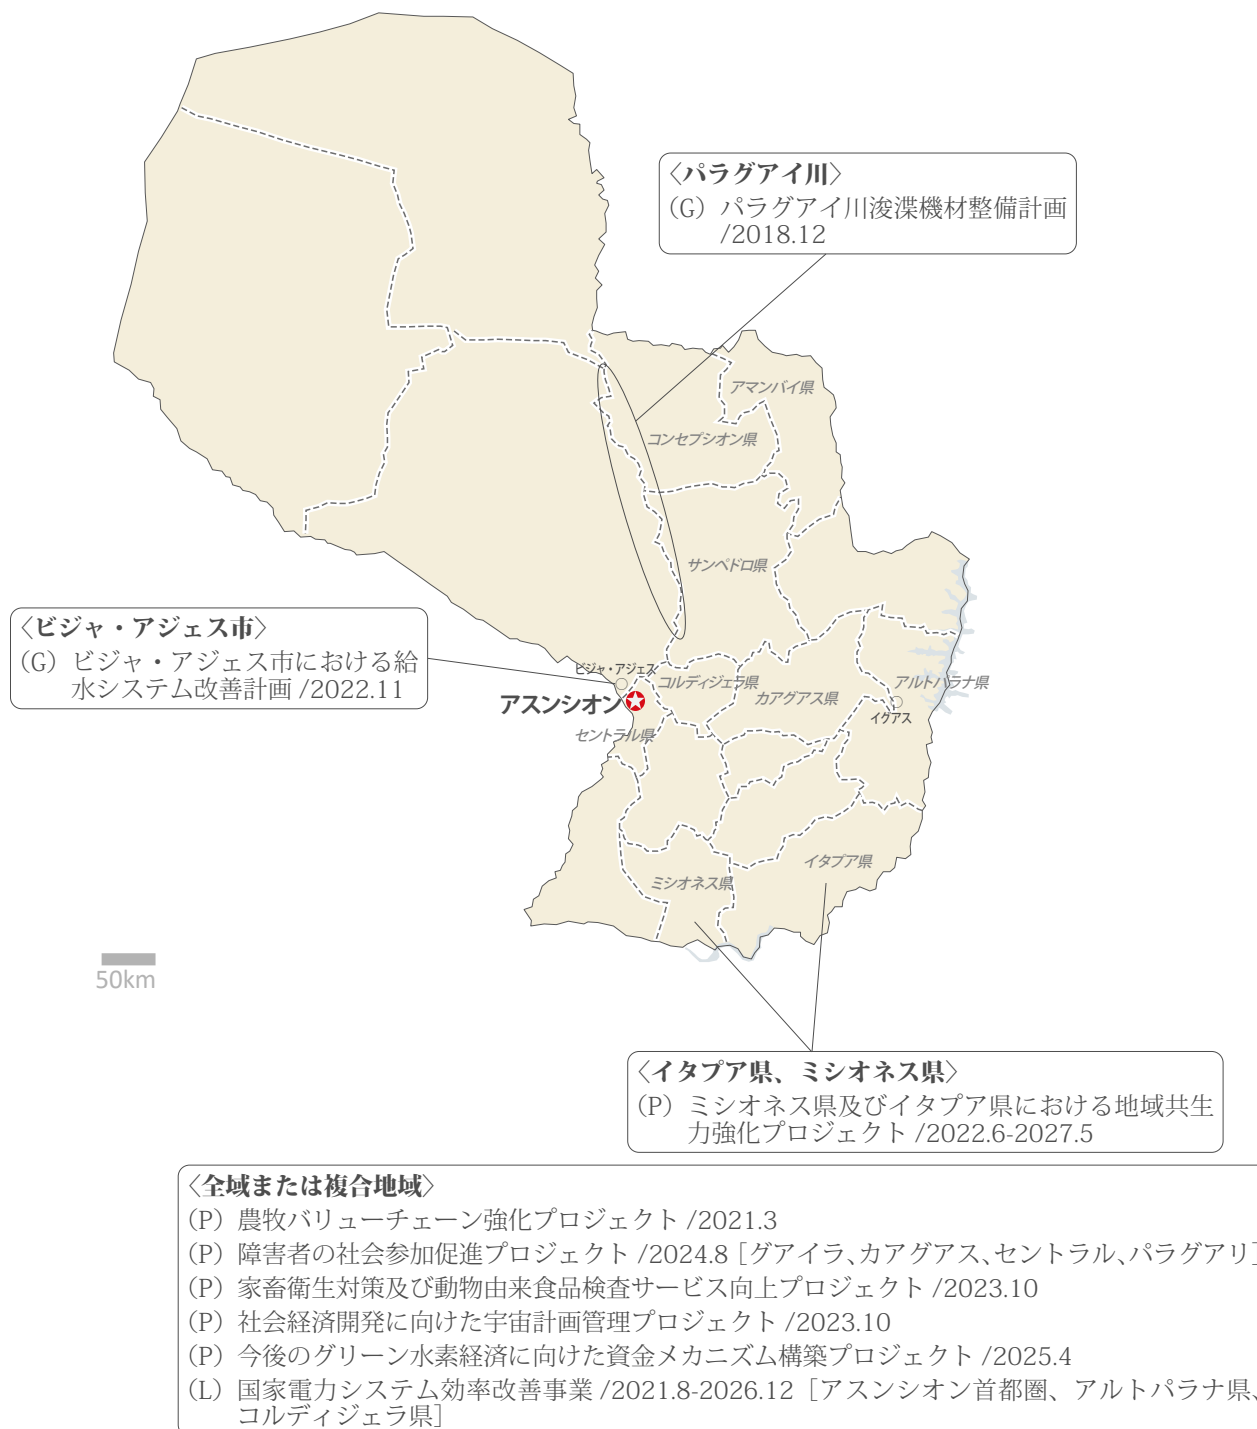 〈パラグアイ川〉
(G) パラグアイ川浚渫機材整備計画
/2018.12
アマンバイ県
コンセプシオン県
サンペドロ県
〈ビジャ・アジェス市〉
(G) ビジャ・アジェス市における給
水システム改善計画 /2022.11
ビジャ・アジェス
コルディジェラ県
アルトパラナ県
カアグアス県
アスンシオン
イグアス
セントラル県
イタプア県
ミシオネス県
50km
〈イタプア県、ミシオネス県〉
(P) ミシオネス県及びイタプア県における地域共生
力強化プロジェクト /2022.6-2027.5
〈全域または複合地域〉
(P) 農牧バリューチェーン強化プロジェクト /2021.3
(P) 障害者の社会参加促進プロジェクト /2024.8［グアイラ、カアグアス、セントラル、パラグアリ］
(P) 家畜衛生対策及び動物由来食品検査サービス向上プロジェクト /2023.10
(P) 社会経済開発に向けた宇宙計画管理プロジェクト /2023.10
(P) 今後のグリーン水素経済に向けた資金メカニズム構築プロジェクト /2025.4
(L) 国家電力システム効率改善事業 /2021.8-2026.12［アスンシオン首都圏、アルトパラナ県、
コルディジェラ県］